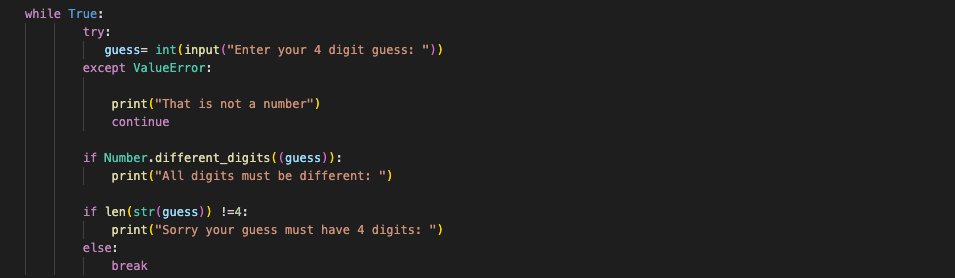 while True:
try:
guess= int(input("Enter your 4 digit guess: "))
except ValueError:
print("That is not a number")
continue
if Number.different_digits((guess)):
print("All digits must be different: ")
if len(str(guess)) !=4:
print("Sorry your guess must have 4 digits: ")
else:
break